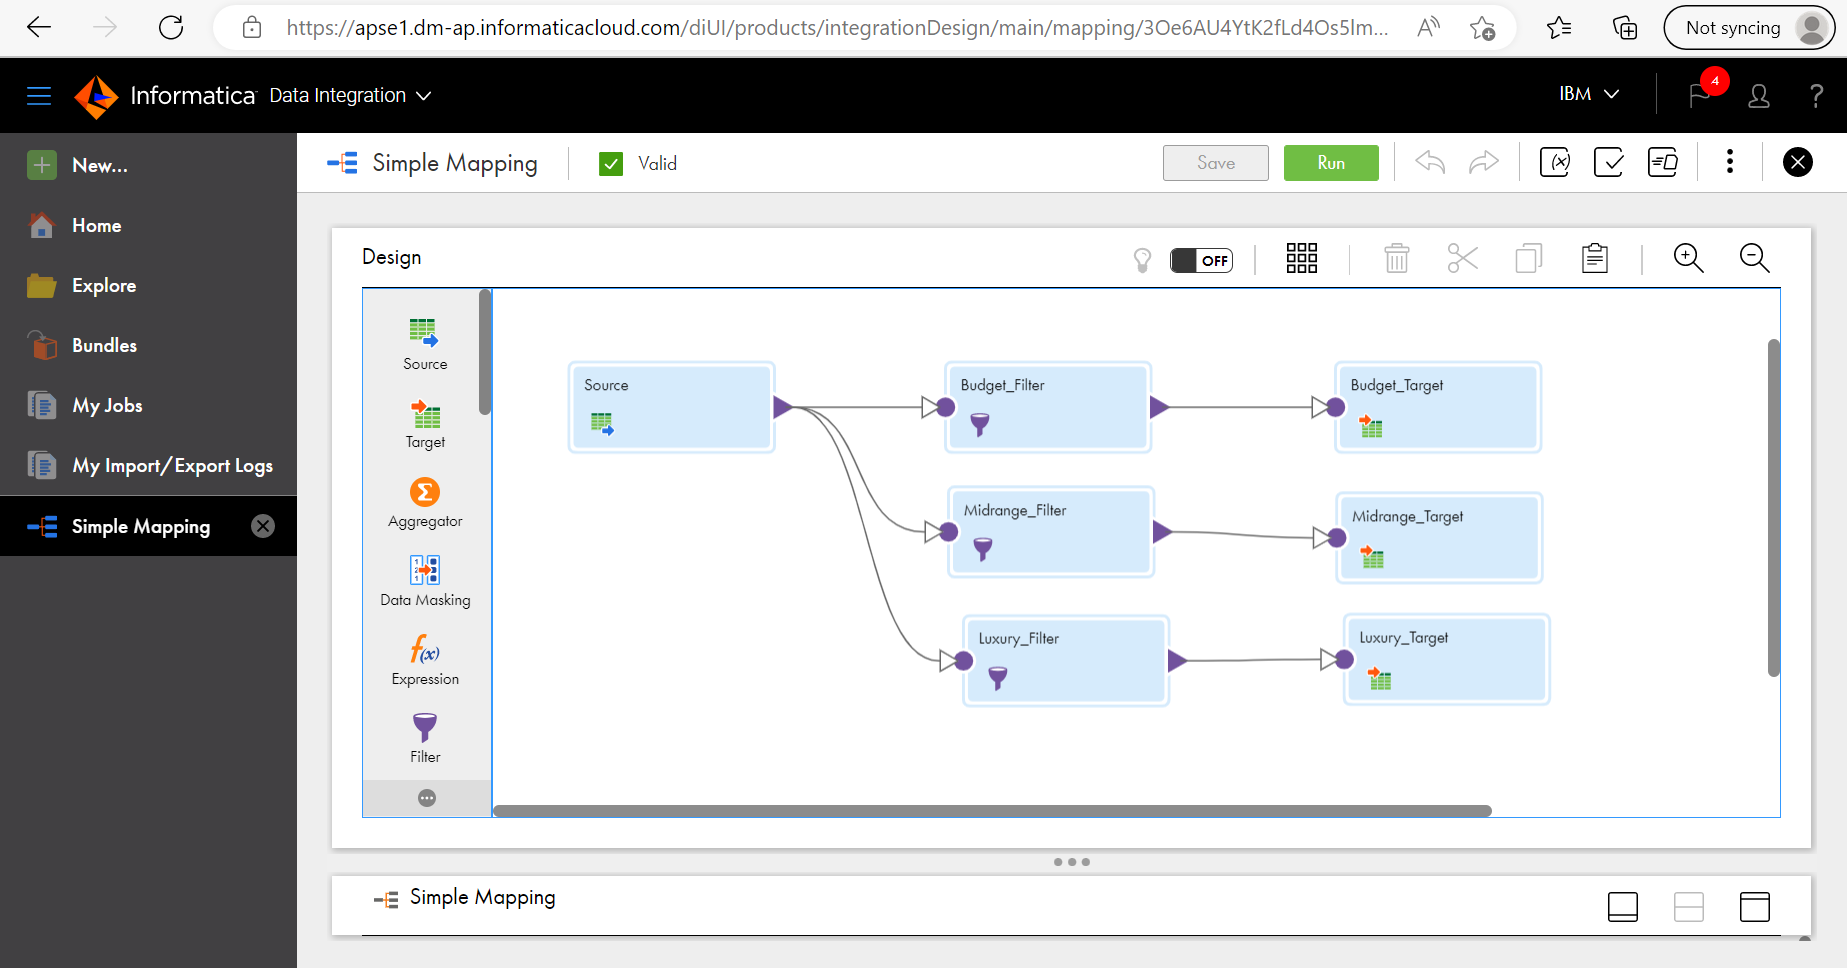 https://apse1.dm-ap.informaticacloud.com/diUI/products/integrationDesign/main/mapping/3Oe6AU4YtK2fLd4Os5lm...
Not syncing
Informatica Data Integration
IBM
4
?
New...
Home
Explore
Bundles
My Jobs
My Import/Export Logs
Simple Mapping
Simple Mapping
Valid
Save
Run
Design
OFF
Source
Target
Aggregator
Data Masking
Expression
Filter
Source
Budget_Filter
Budget_Target
Midrange_Filter
Midrange_Target
Luxury_Filter
Luxury_Target
Simple Mapping